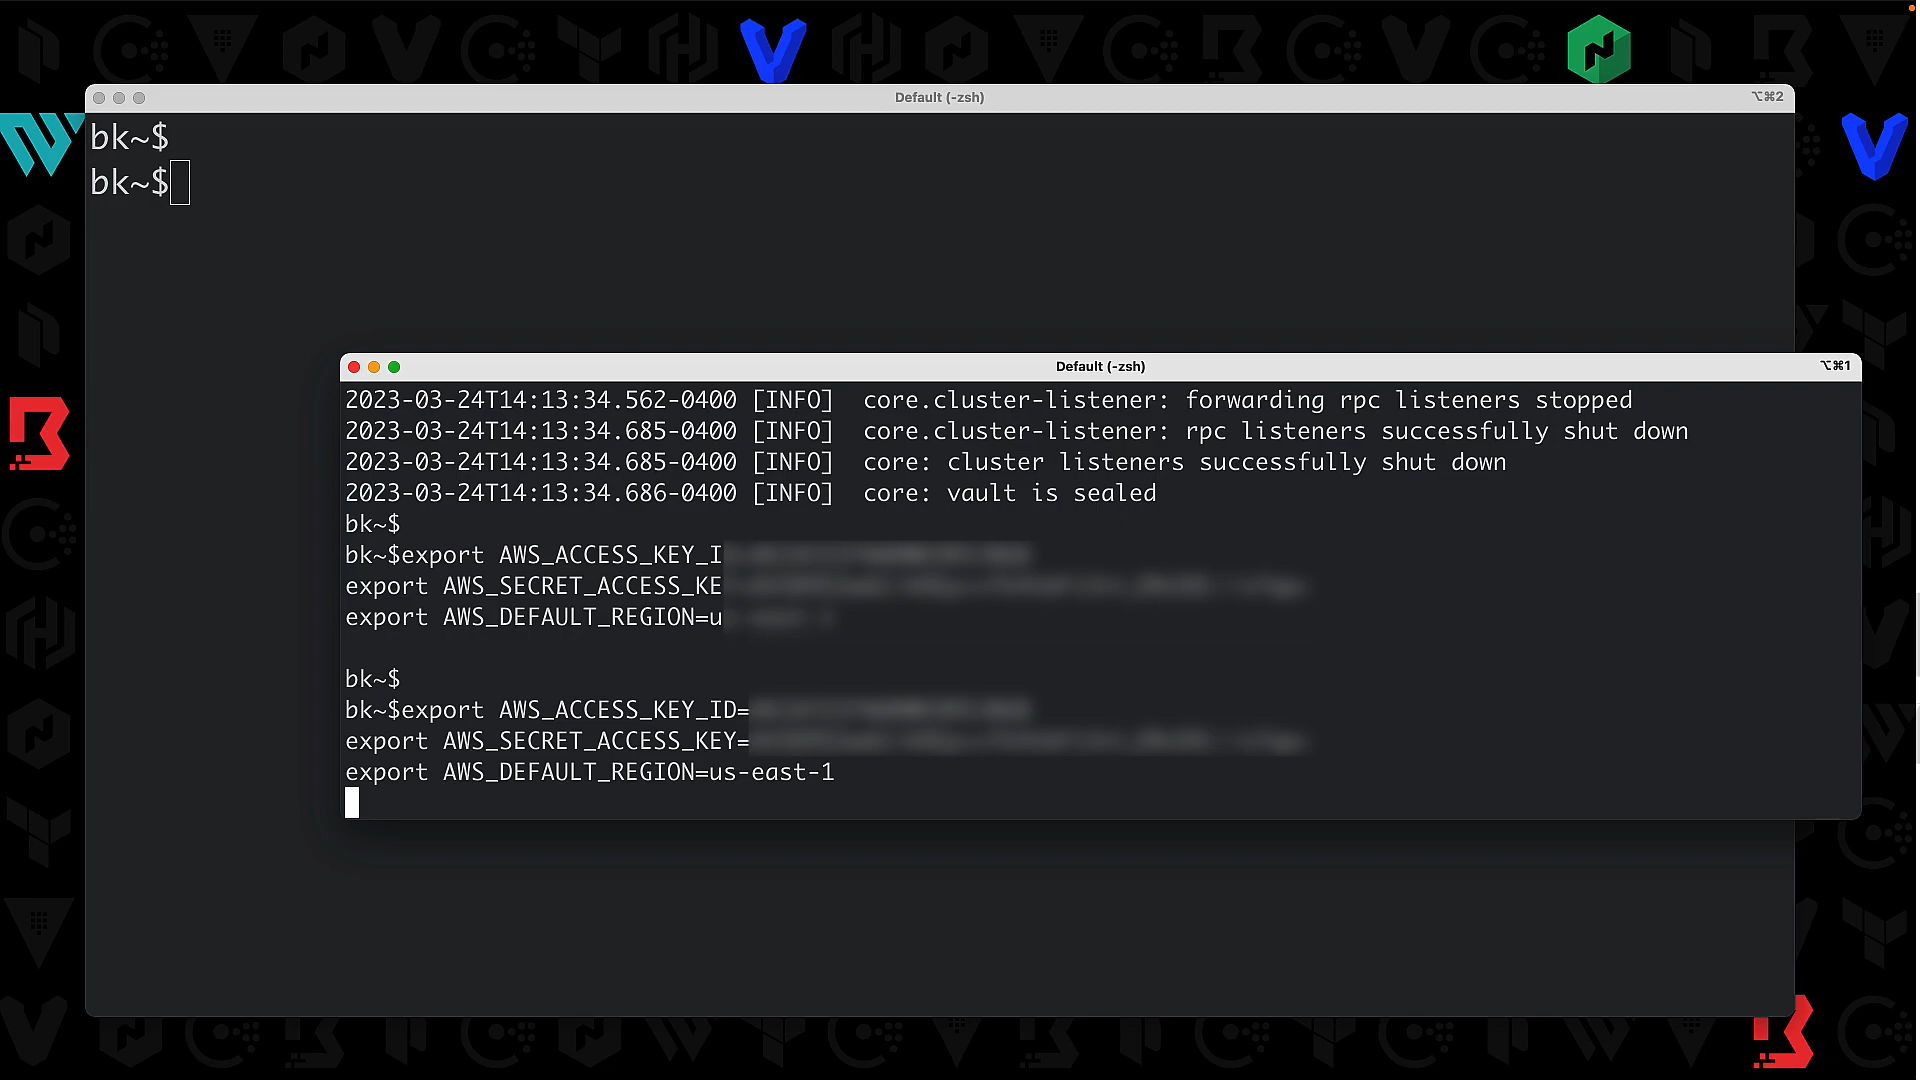 Default (-zsh)
⌥⌘2
bk~$
bk~$
Default (-zsh)
⌥⌘1
2023-03-24T14:13:34.562-0400 [INFO]  core.cluster-listener: forwarding rpc listeners stopped
2023-03-24T14:13:34.685-0400 [INFO]  core.cluster-listener: rpc listeners successfully shut down
2023-03-24T14:13:34.685-0400 [INFO]  core: cluster listeners successfully shut down
2023-03-24T14:13:34.686-0400 [INFO]  core: vault is sealed
bk~$
bk~$export AWS_ACCESS_KEY_I
export AWS_SECRET_ACCESS_KE
export AWS_DEFAULT_REGION=u
bk~$
bk~$export AWS_ACCESS_KEY_ID=
export AWS_SECRET_ACCESS_KEY=
export AWS_DEFAULT_REGION=us-east-1